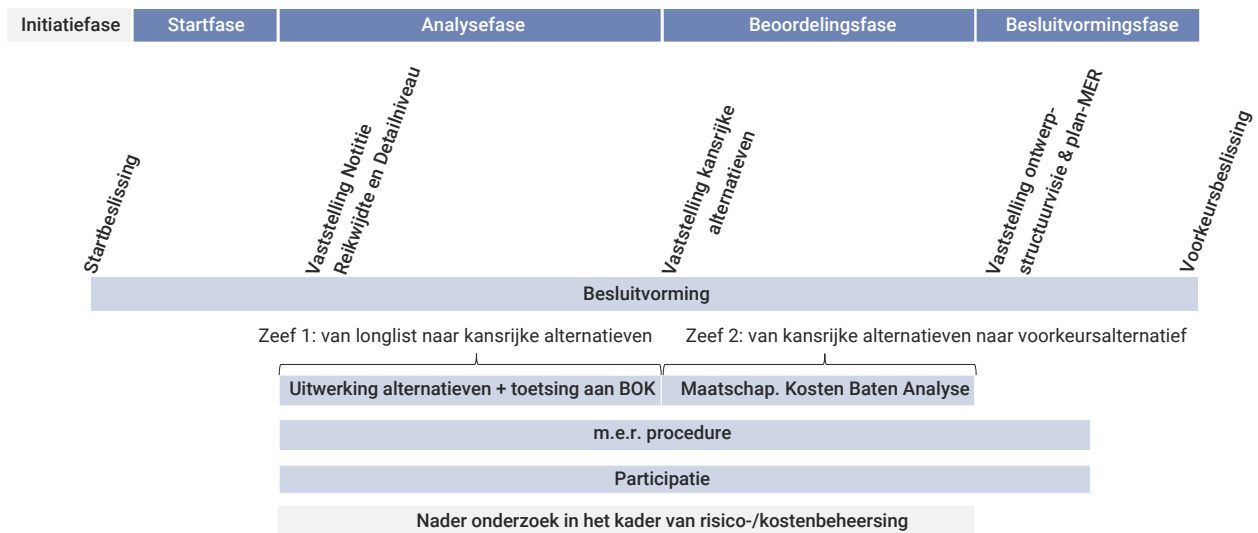 Initiatiefase
Startfase
Analysefase
Beoordelingsfase
Besluitvormingsfase
Startbeslissing
Vaststelling Notitie
Reikwijdte en Detailniveau
Vaststelling kansrijke
alternatieven
Vaststelling ontwerp-
structuurvisie & plan-MER
Voorkeursbeslissing
Besluitvorming
Zeef 1: van longlist naar kansrijke alternatieven
Zeef 2: van kansrijke alternatieven naar voorkeursalternatief
Uitwerking alternatieven + toetsing aan BOK
Maatschap. Kosten Baten Analyse
m.e.r. procedure
Participatie
Nader onderzoek in het kader van risico-/kostenbeheersing